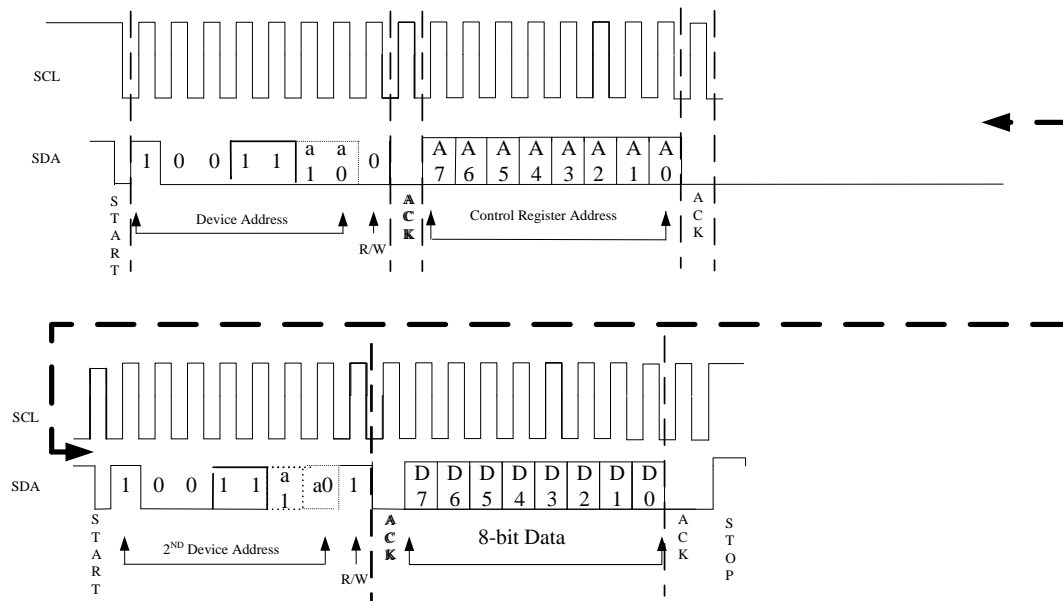 SCL
SDA
1 0 0 1 1 a1 a0 0
A7 A6 A5 A4 A3 A2 A1 A0
START
Device Address
R/W
ACK
Control Register Address
ACK
SCL
SDA
1 0 0 1 1 a1 a0 1
D7 D6 D5 D4 D3 D2 D1 D0
START
2ND Device Address
R/W
ACK
8-bit Data
ACK
STOP